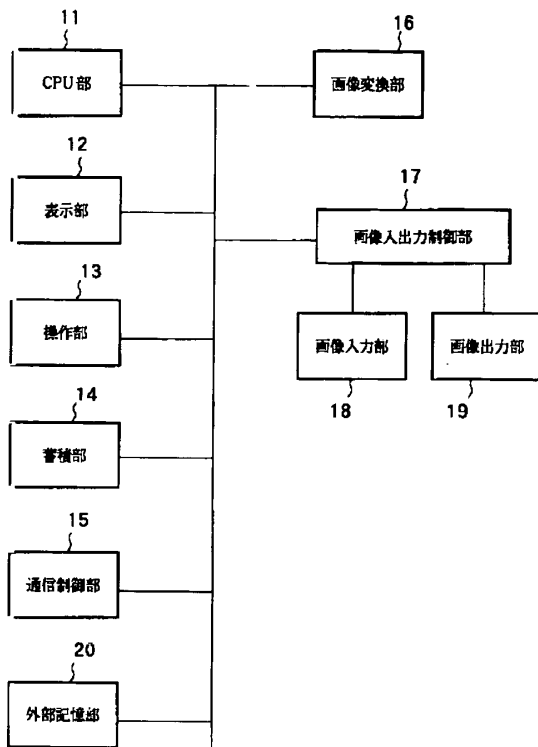 11
CPU部
12
表示部
13
操作部
14
蓄積部
15
通信制御部
20
外部記憶部
16
画像変換部
17
画像入出力制御部
画像入力部
18
画像出力部
19